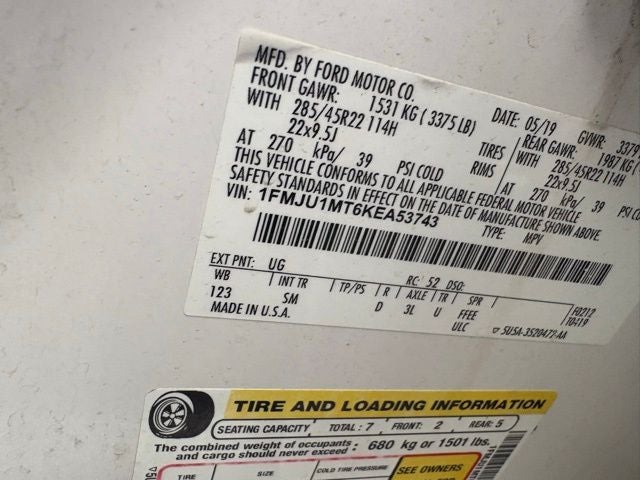 MFD. BY FORD MOTOR CO.
DATE: 05/19 GVWR: 3379
FRONT GAWR: 1531 KG ( 3375 LB) REAR GAWR: 1987 KG (
WITH 285/45R22 114H TIRES WITH 285/45R22
22x9.5J 22x9.5J
AT 270 kPa/ 39 PSI COLD AT 270 kPa/ 39
THIS VEHICLE CONFORMS TO ALL APPLICABLE FEDERAL MOTOR VEHICLE
SAFETY STANDARDS IN EFFECT ON THE DATE OF MANUFACTURE SHOWN ABOVE.
VIN: 1FMJU1MT6KEA53743 TYPE: MPV
EXT PNT: UG RC: 52 DSO:
WB INT TR TP/PS R AXLE TR SPR
123 SM D 3L U FFEE
MADE IN U.S.A. ULC 5U5A-3520472-AA
TIRE AND LOADING INFORMATION
SEATING CAPACITY TOTAL : 7 FRONT: 2 REAR: 5
The combined weight of occupants and cargo should never exceed : 680 kg or 1501 lbs.
TIRE SIZE COLD TIRE PRESSURE SEE OWNERS